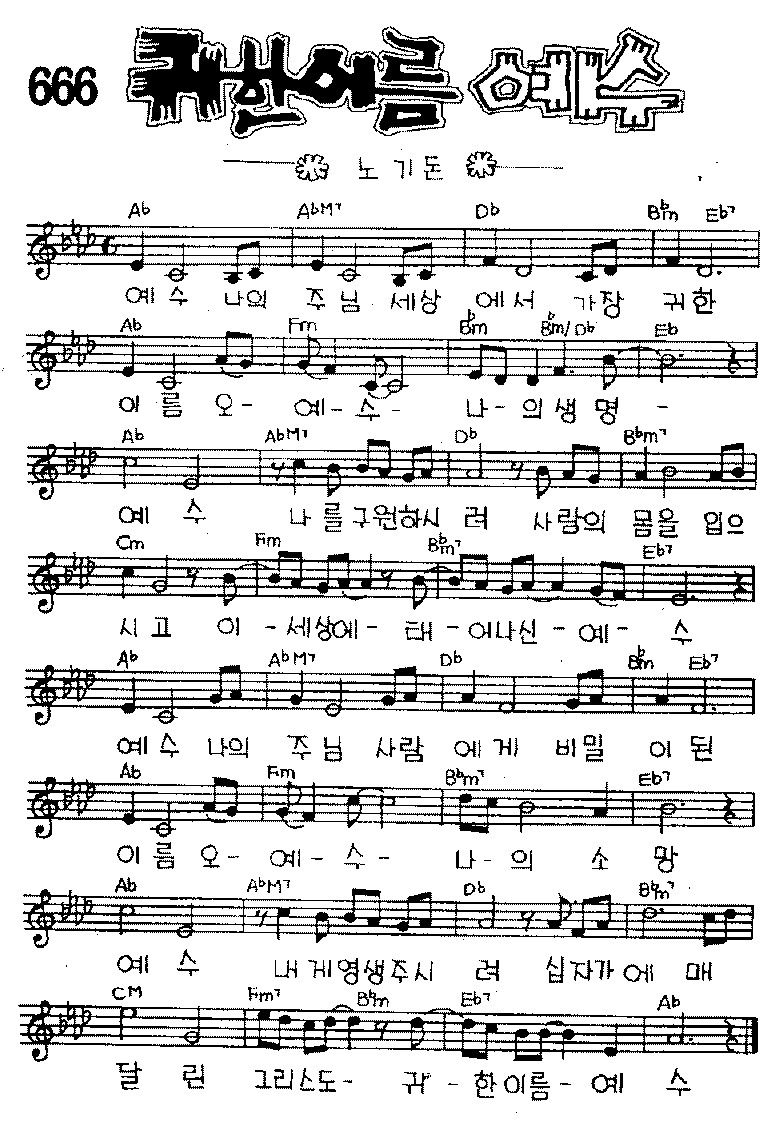 666 귀한이름 예수
노 기 돈
Ab AbM7 Db Bbm Eb7
예 수 나의 주 님 세상 에 서 가장 귀 한
Ab Fm Bbm Bbm/Db Eb
이 름 오- 예 - 수 - 나 - 의 생 명 -
Ab AbM7 Db Bbm7
예 수 나 를 구원하시 려 사람의 몸을 입으
Cm Fm Bbm7 Eb7
시 고 이 - 세상에 - 태 - 어나신 - 예 - 수
Ab AbM7 Db Bbm Eb7
예 수 나의 주 님 사람 에 게 비밀 이 된
Ab Fm Bbm7 Eb7
이 름 오 - 예 - 수 - 나 - 의 소 망
Ab AbM7 Db Bbm7
예 수 내 게 영생주시 려 십자가 에 매
CM Fm7 Bbm Eb7 Ab
달 린 그리스도 - 귀 - 한 이름 - 예 수